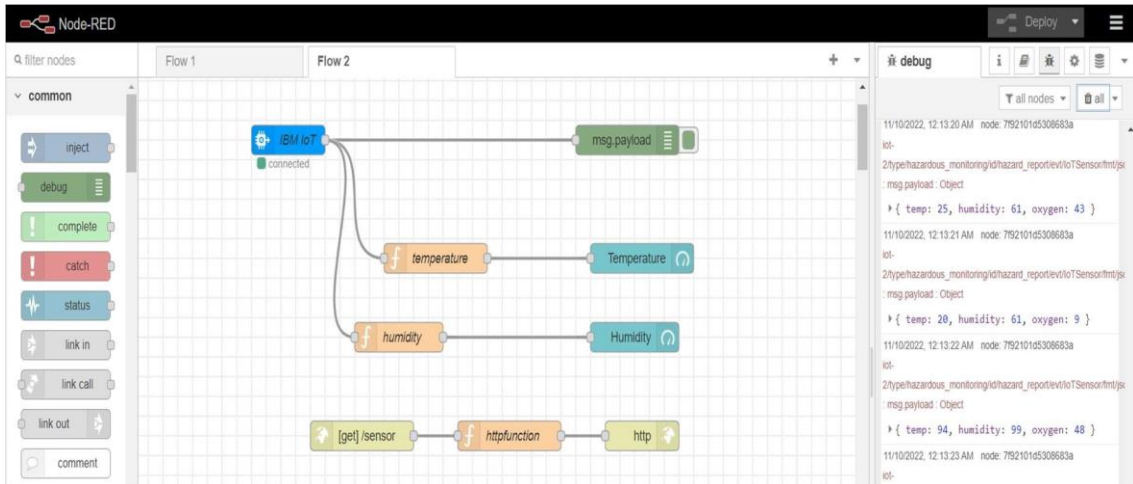 Node-RED
Deploy
filter nodes
common
inject
debug
complete
catch
status
link in
link call
link out
comment
Flow 1
Flow 2
IBM IoT
connected
msg.payload
temperature
Temperature
humidity
Humidity
[get] /sensor
httpfunction
http
debug
i
all nodes
all
11/10/2022, 12:13:20 AM node: 7f92101d5308683a
iot-
2/type/hazardous_monitoring/id/hazard_report/evt/IoTSensor/fmt/js
: msg.payload : Object
{ temp: 25, humidity: 61, oxygen: 43 }
11/10/2022, 12:13:21 AM node: 7f92101d5308683a
iot-
2/type/hazardous_monitoring/id/hazard_report/evt/IoTSensor/fmt/js
: msg.payload : Object
{ temp: 20, humidity: 61, oxygen: 9 }
11/10/2022, 12:13:22 AM node: 7f92101d5308683a
iot-
2/type/hazardous_monitoring/id/hazard_report/evt/IoTSensor/fmt/js
: msg.payload : Object
{ temp: 94, humidity: 99, oxygen: 48 }
11/10/2022, 12:13:23 AM node: 7f92101d5308683a
iot-